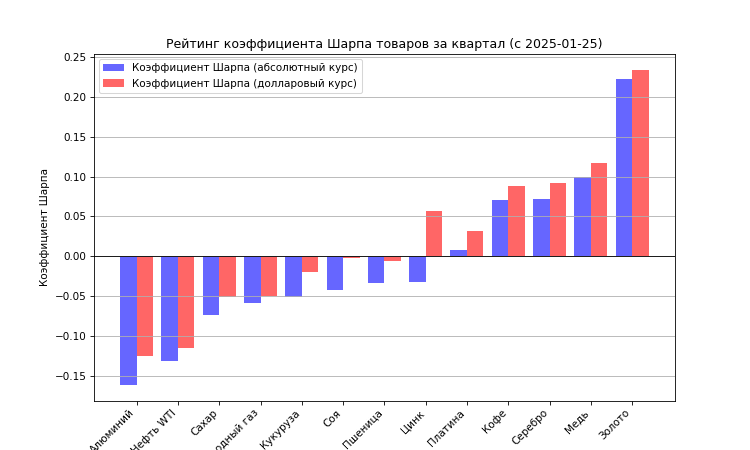 Рейтинг коэффициента Шарпа товаров за квартал (с 2025-01-25)
Коэффициент Шарпа (абсолютный курс)
Коэффициент Шарпа (долларовый курс)
Коэффициент Шарпа
0.25
0.20
0.15
0.10
0.05
0.00
−0.05
−0.10
−0.15
Алюминий
Нефть WTI
Сахар
газ
Кукуруза
Соя
Пшеница
Цинк
Платина
Кофе
Серебро
Медь
Золото